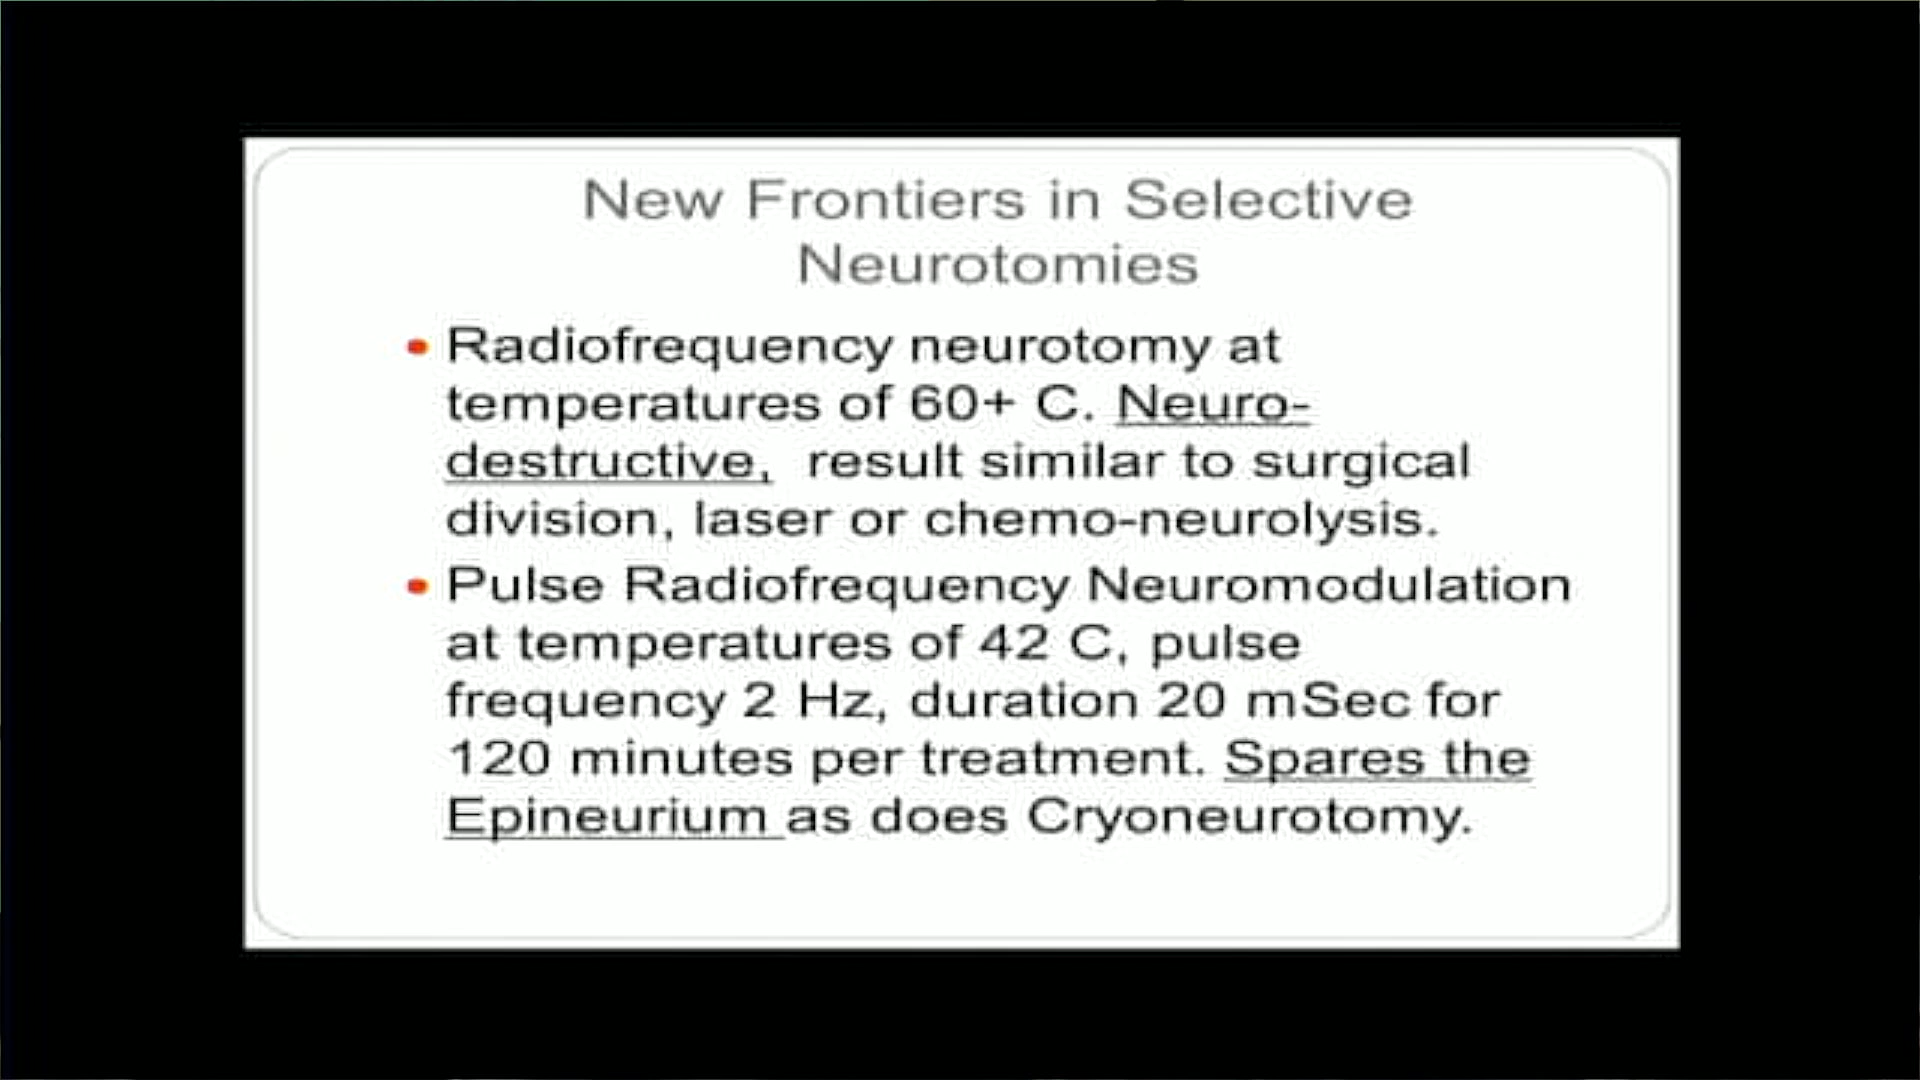 New Frontiers in Selective
Neurotomies
• Radiofrequency neurotomy at
temperatures of 60+ C. Neuro-
destructive,  result similar to surgical
division, laser or chemo-neurolysis.
• Pulse Radiofrequency Neuromodulation
at temperatures of 42 C, pulse
frequency 2 Hz, duration 20 mSec for
120 minutes per treatment. Spares the
Epineurium as does Cryoneurotomy.